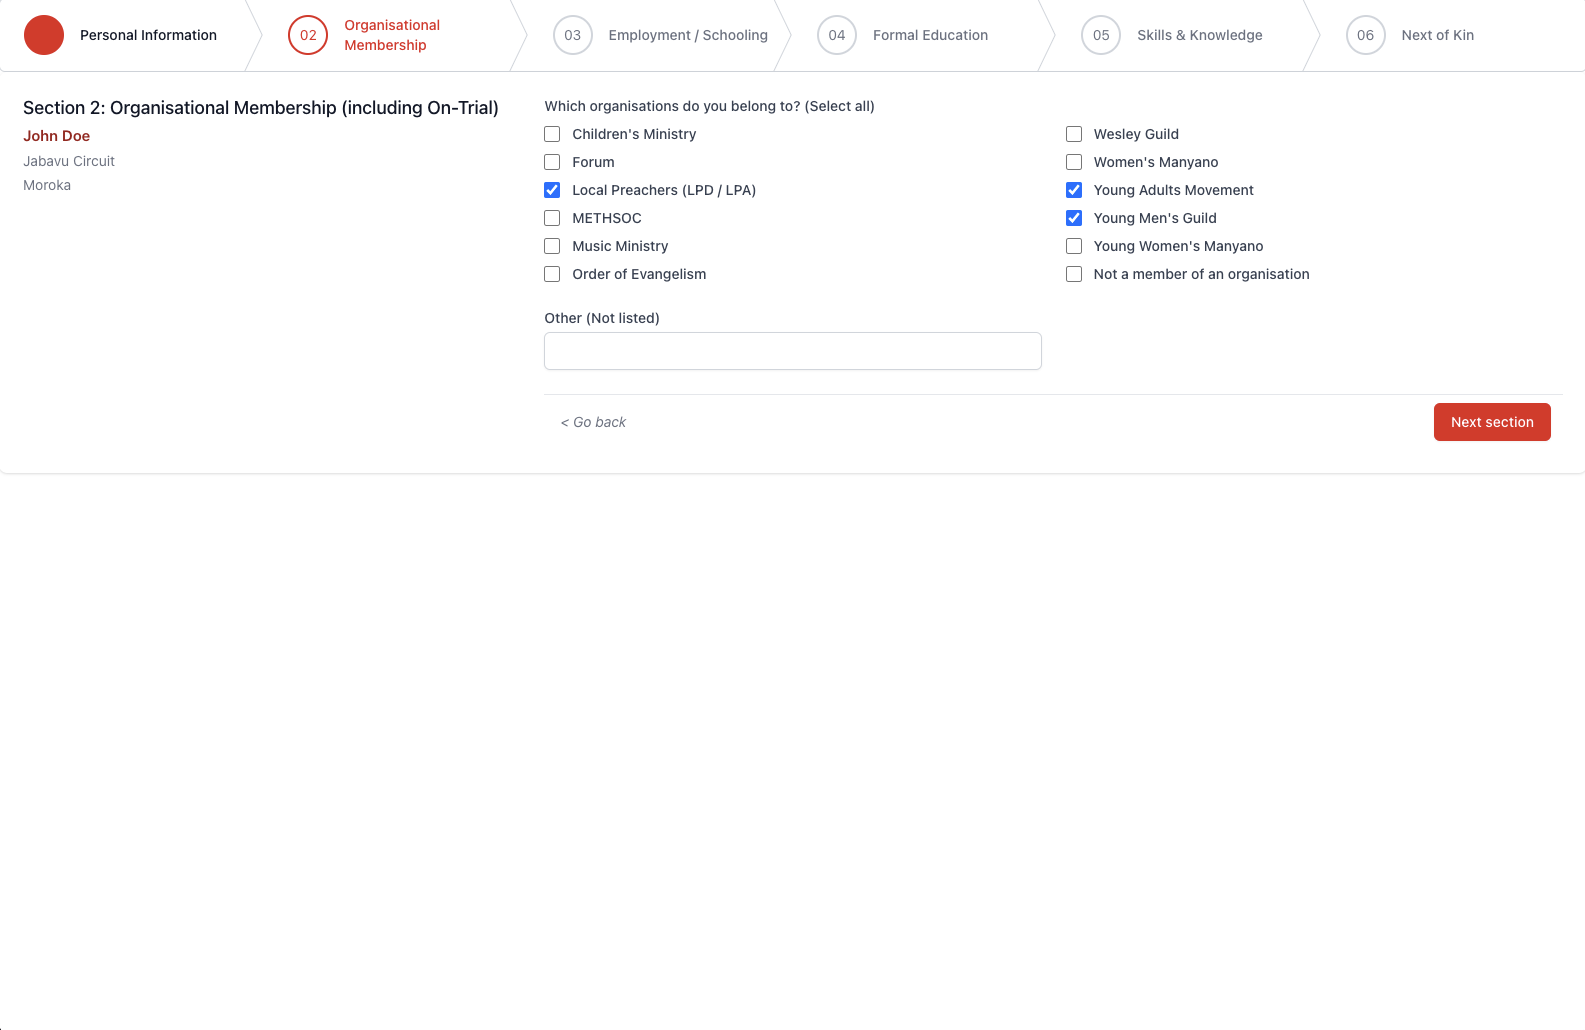 Personal Information
02
Organisational
Membership
03
Employment / Schooling
04
Formal Education
05
Skills & Knowledge
06
Next of Kin
Section 2: Organisational Membership (including On-Trial)
John Doe
Jabavu Circuit
Moroka
Which organisations do you belong to? (Select all)
Children's Ministry
Forum
Local Preachers (LPD / LPA)
METHSOC
Music Ministry
Order of Evangelism
Wesley Guild
Women's Manyano
Young Adults Movement
Young Men's Guild
Young Women's Manyano
Not a member of an organisation
Other (Not listed)
< Go back
Next section